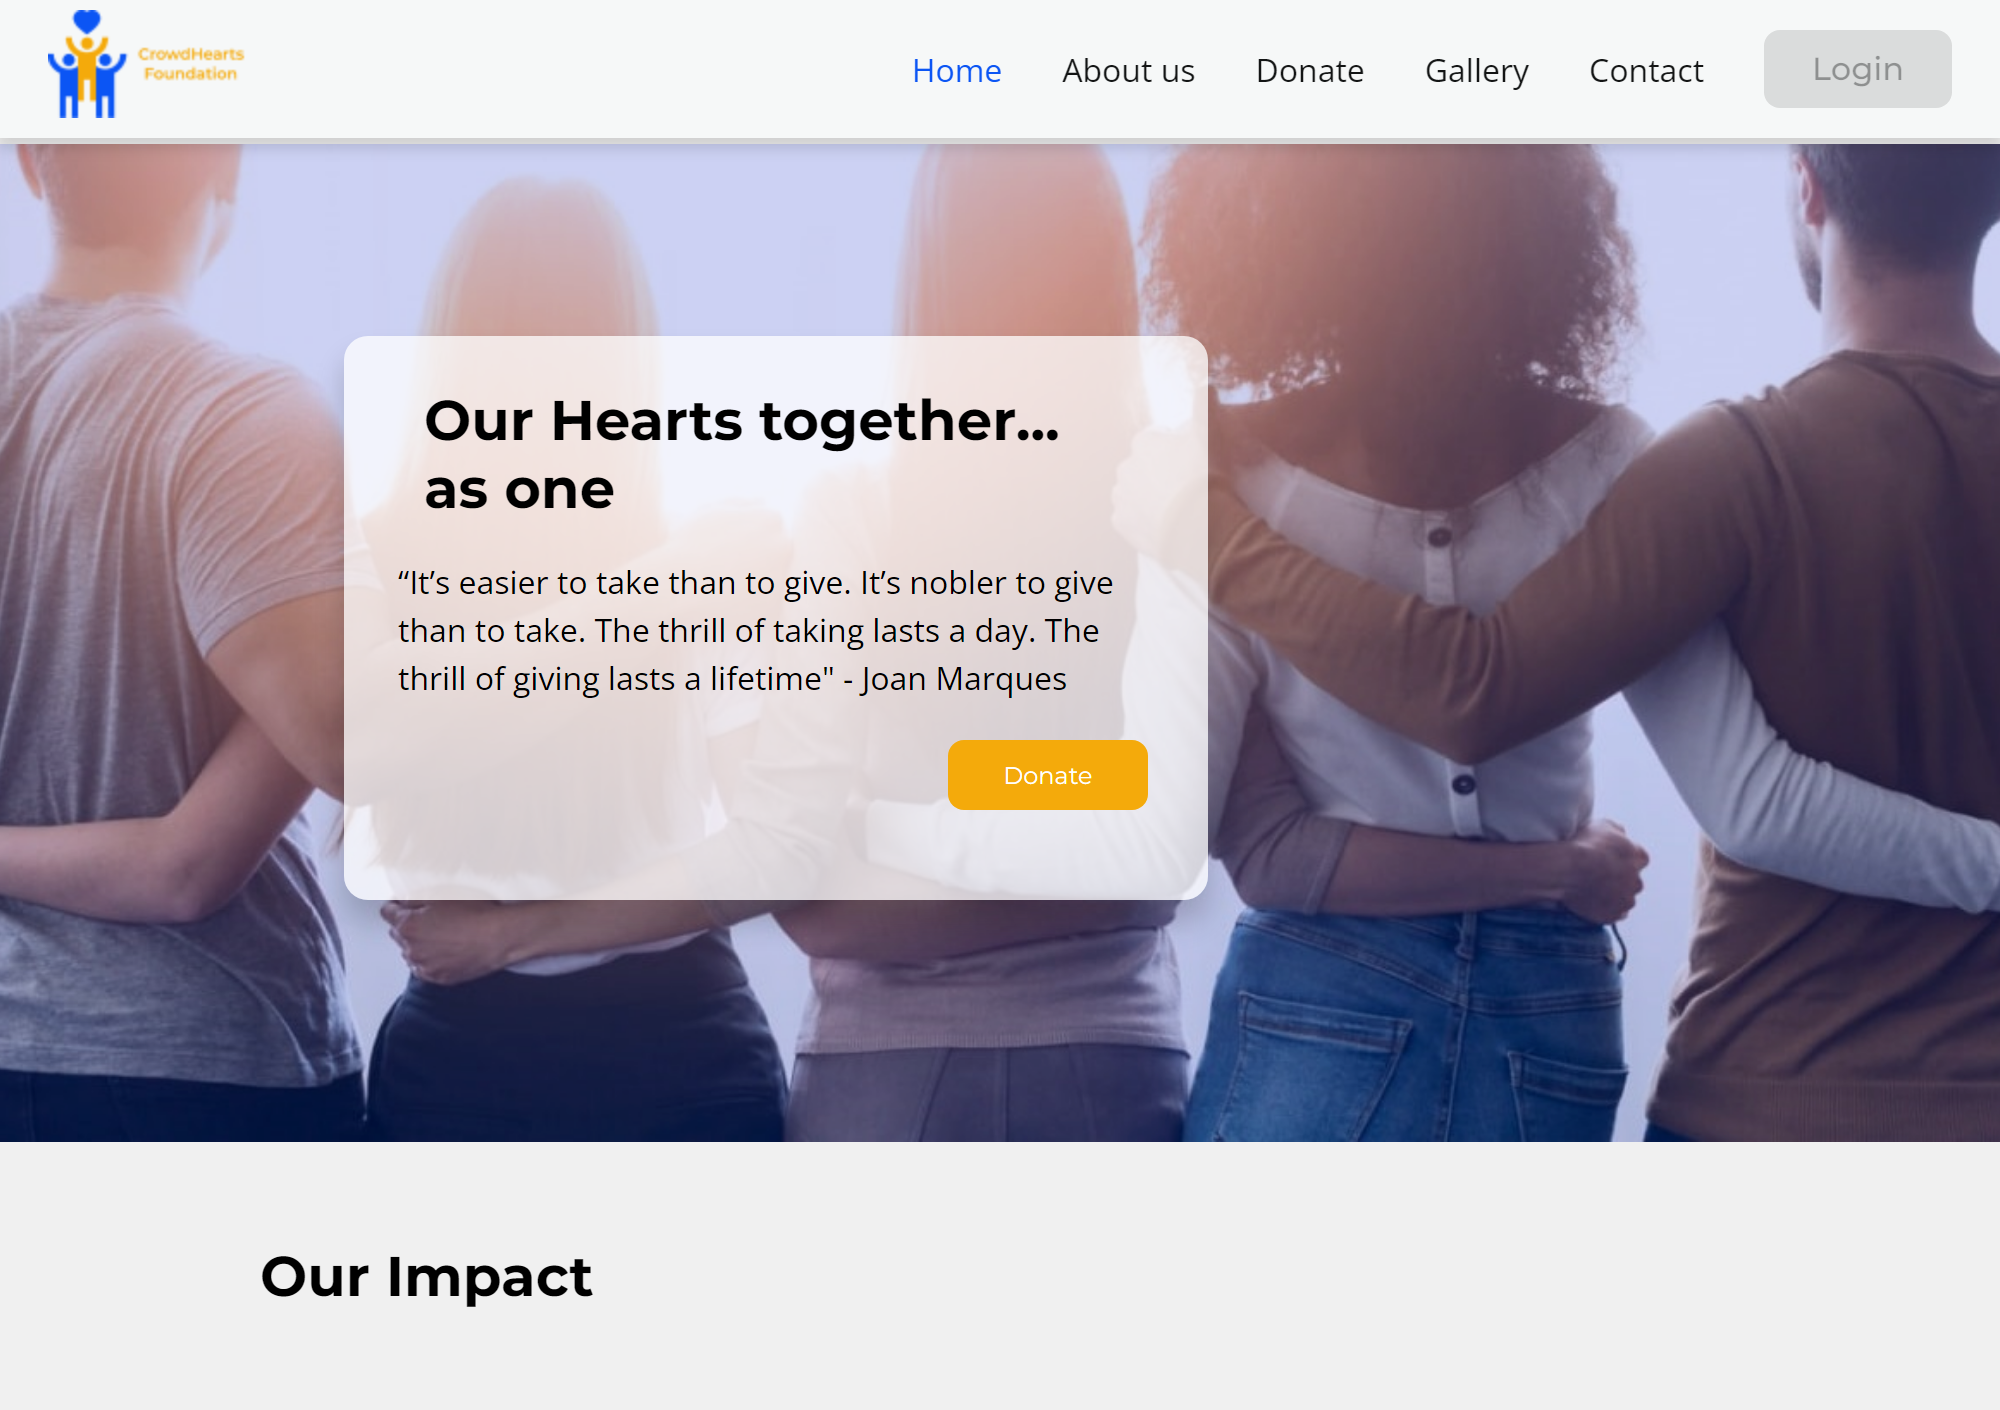 CrowdHearts
Foundation
Home About us Donate Gallery Contact Login
Our Hearts together...
as one
“It’s easier to take than to give. It’s nobler to give
than to take. The thrill of taking lasts a day. The
thrill of giving lasts a lifetime" - Joan Marques
Donate
Our Impact